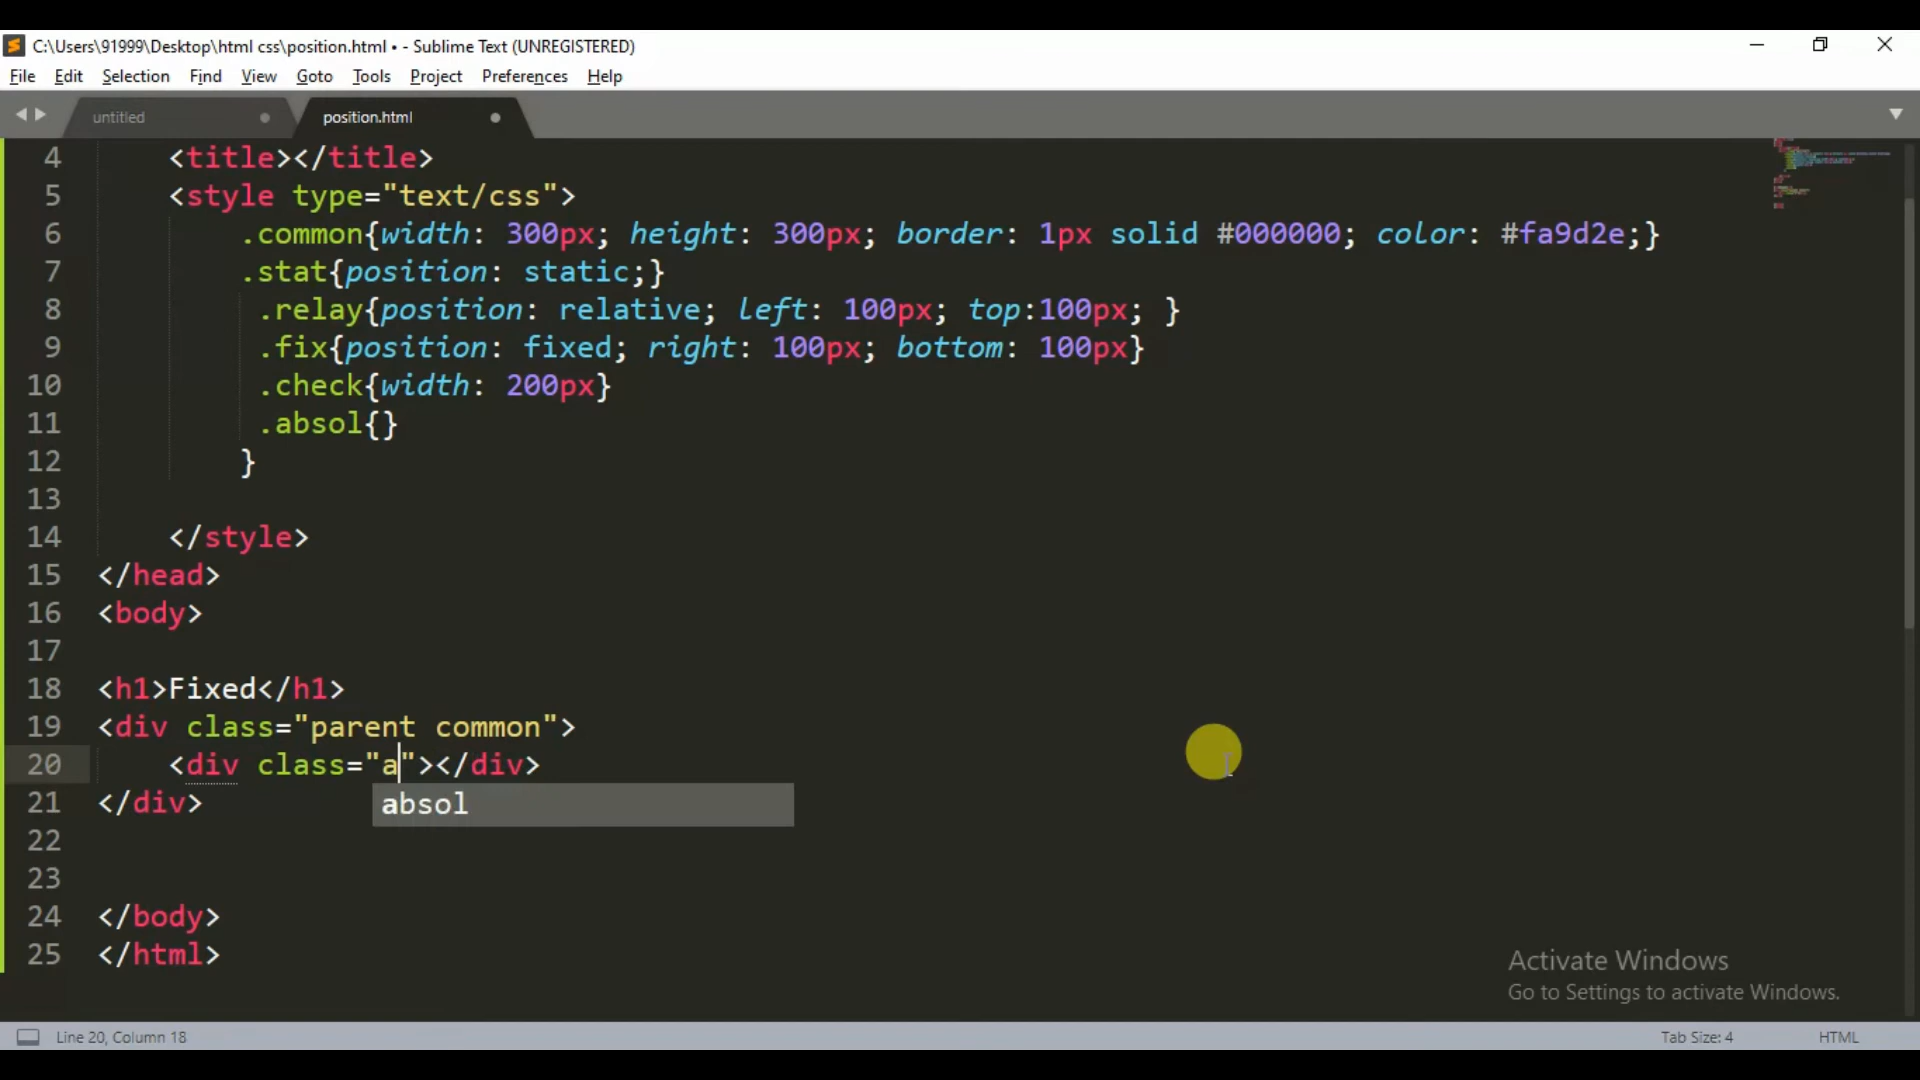 C:\Users\91999\Desktop\html css\position.html • - Sublime Text (UNREGISTERED)
File Edit Selection Find View Goto Tools Project Preferences Help
untitled position.html
4 <title></title>
5 <style type="text/css">
6 .common{width: 300px; height: 300px; border: 1px solid #000000; color: #fa9d2e;}
7 .stat{position: static;}
8 .relay{position: relative; left: 100px; top:100px; }
9 .fix{position: fixed; right: 100px; bottom: 100px}
10 .check{width: 200px}
11 .absol{}
12 }
13
14 </style>
15 </head>
16 <body>
17
18 <h1>Fixed</h1>
19 <div class="parent common">
20 <div class="a"></div>
21 </div>
absol
22
23
24 </body>
25 </html>
Activate Windows
Go to Settings to activate Windows.
Line 20, Column 18 Tab Size: 4 HTML